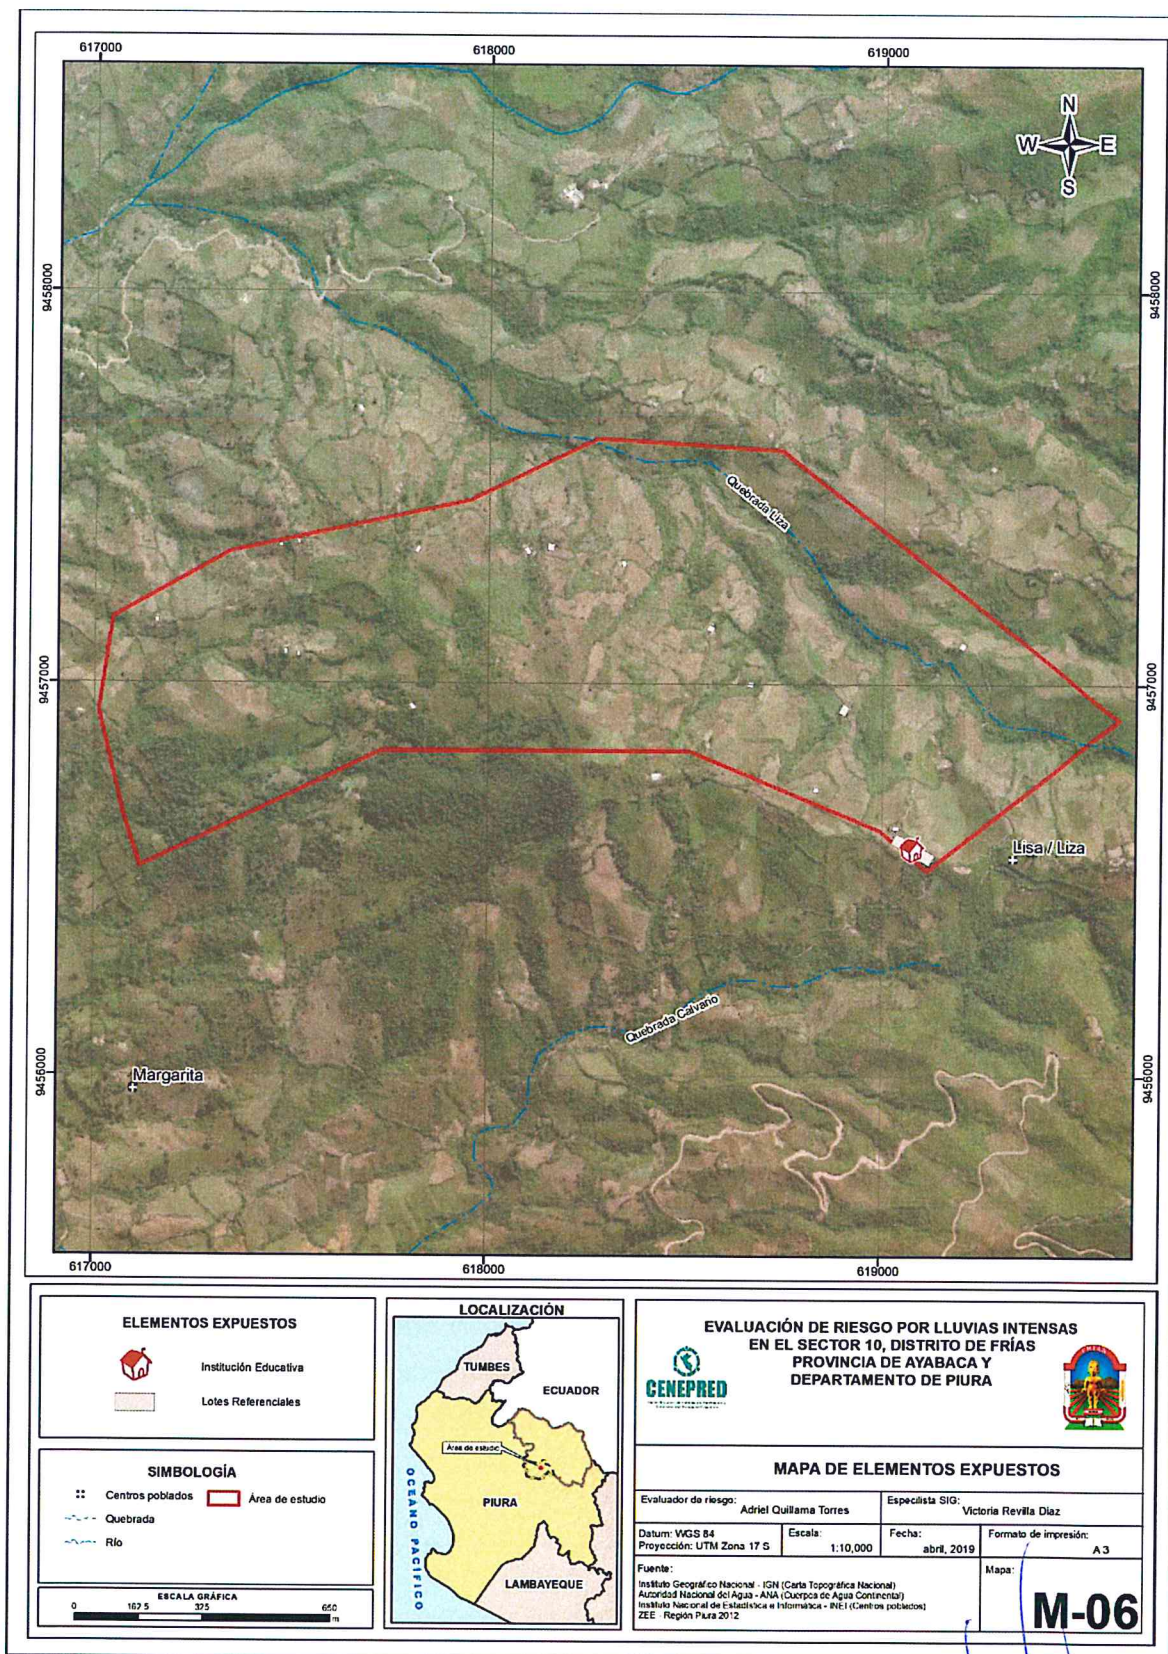 617000
618000
619000
N
W E
S
9458000
9458000
Quebrada Liza
9457000
9457000
Lisa / Liza
Quebrada Calvario
9456000
9456000
Margarita
617000
618000
619000
ELEMENTOS EXPUESTOS
Institución Educativa
Lotes Referenciales
SIMBOLOGÍA
Centros poblados
Área de estudio
Quebrada
Río
ESCALA GRÁFICA
0 162.5 325 650
m
LOCALIZACIÓN
TUMBES
ECUADOR
Área de estudio
OCEANO PACÍFICO
PIURA
LAMBAYEQUE
CENEPRED
EVALUACIÓN DE RIESGO POR LLUVIAS INTENSAS
EN EL SECTOR 10, DISTRITO DE FRÍAS
PROVINCIA DE AYABACA Y
DEPARTAMENTO DE PIURA
FRIAS
MAPA DE ELEMENTOS EXPUESTOS
Evaluador de riesgo:
Adriel Quillama Torres
Especilista SIG:
Victoria Revilla Diaz
Datum: WGS 84
Proyección: UTM Zona 17 S
Escala:
1:10,000
Fecha:
abril, 2019
Formato de impresión:
A3
Fuente:
Instituto Geográfico Nacional - IGN (Carta Topográfica Nacional)
Autoridad Nacional del Agua - ANA (Cuerpos de Agua Continental)
Instituto Nacional de Estadística e Informática - INEI (Centros poblados)
ZEE - Región Piura 2012
Mapa:
M-06